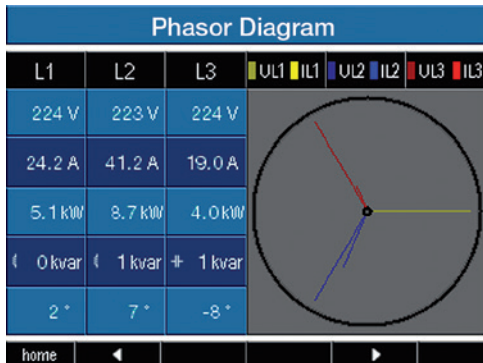 Phasor Diagram
L1 L2 L3 UL1 IL1 UL2 IL2 UL3 IL3
224 V 223 V 224 V
24.2 A 41.2 A 19.0 A
5.1 kW 8.7 kW 4.0 kW
0 kvar 1 kvar 1 kvar
2 ° 7 ° -8 °
home